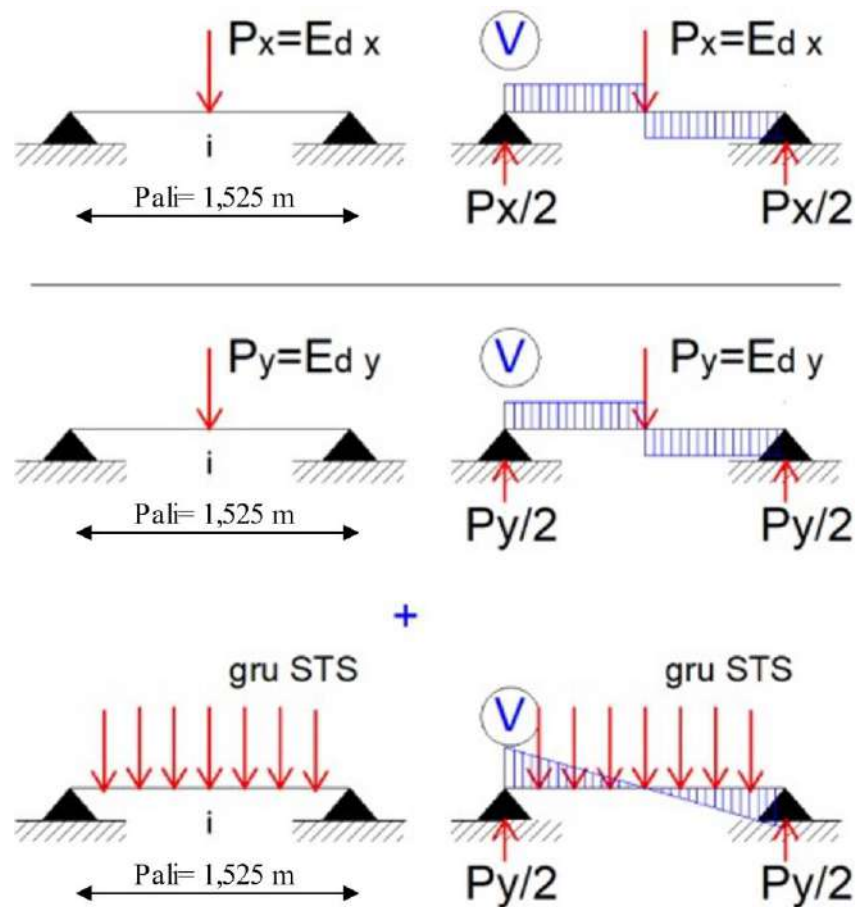 Px=Ed x
V
Px=Ed x
i
Pali= 1,525 m
Px/2
Px/2
Py=Ed y
V
Py=Ed y
i
Pali= 1,525 m
Py/2
Py/2
+
gru STS
gru STS
V
i
Pali= 1,525 m
Py/2
Py/2